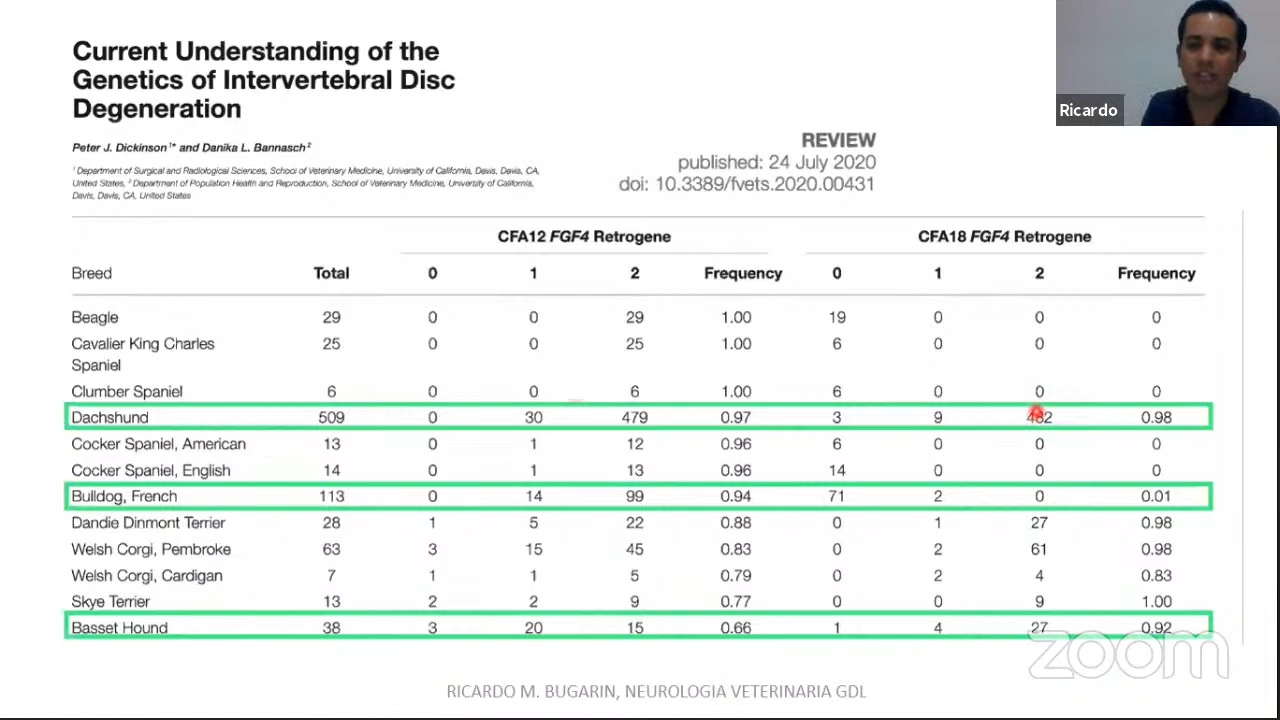 Current Understanding of the
Genetics of Intervertebral Disc
Degeneration
Peter J. Dickinson 1* and Danika L. Bannasch 2
1 Department of Surgical and Radiological Sciences, School of Veterinary Medicine, University of California, Davis, Davis, CA,
United States, 2 Department of Population Health and Reproduction, School of Veterinary Medicine, University of California,
Davis, Davis, CA, United States
REVIEW
published: 24 July 2020
doi: 10.3389/fvets.2020.00431
Ricardo
CFA12 FGF4 Retrogene CFA18 FGF4 Retrogene
Breed Total 0 1 2 Frequency 0 1 2 Frequency
Beagle 29 0 0 29 1.00 19 0 0 0
Cavalier King Charles 25 0 0 25 1.00 6 0 0 0
Spaniel
Clumber Spaniel 6 0 0 6 1.00 6 0 0 0
Dachshund 509 0 30 479 0.97 3 9 482 0.98
Cocker Spaniel, American 13 0 1 12 0.96 6 0 0 0
Cocker Spaniel, English 14 0 1 13 0.96 14 0 0 0
Bulldog, French 113 0 14 99 0.94 71 2 0 0.01
Dandie Dinmont Terrier 28 1 5 22 0.88 0 1 27 0.98
Welsh Corgi, Pembroke 63 3 15 45 0.83 0 2 61 0.98
Welsh Corgi, Cardigan 7 1 1 5 0.79 0 2 4 0.83
Skye Terrier 13 2 2 9 0.77 0 0 9 1.00
Basset Hound 38 3 20 15 0.66 1 4 27 0.92
zoom
RICARDO M. BUGARIN, NEUROLOGIA VETERINARIA GDL